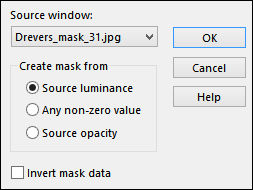 Source window:
Drevers_mask_31.jpg
OK
Create mask from
Cancel
Source luminance
Help
Any non-zero value
Source opacity
Invert mask data